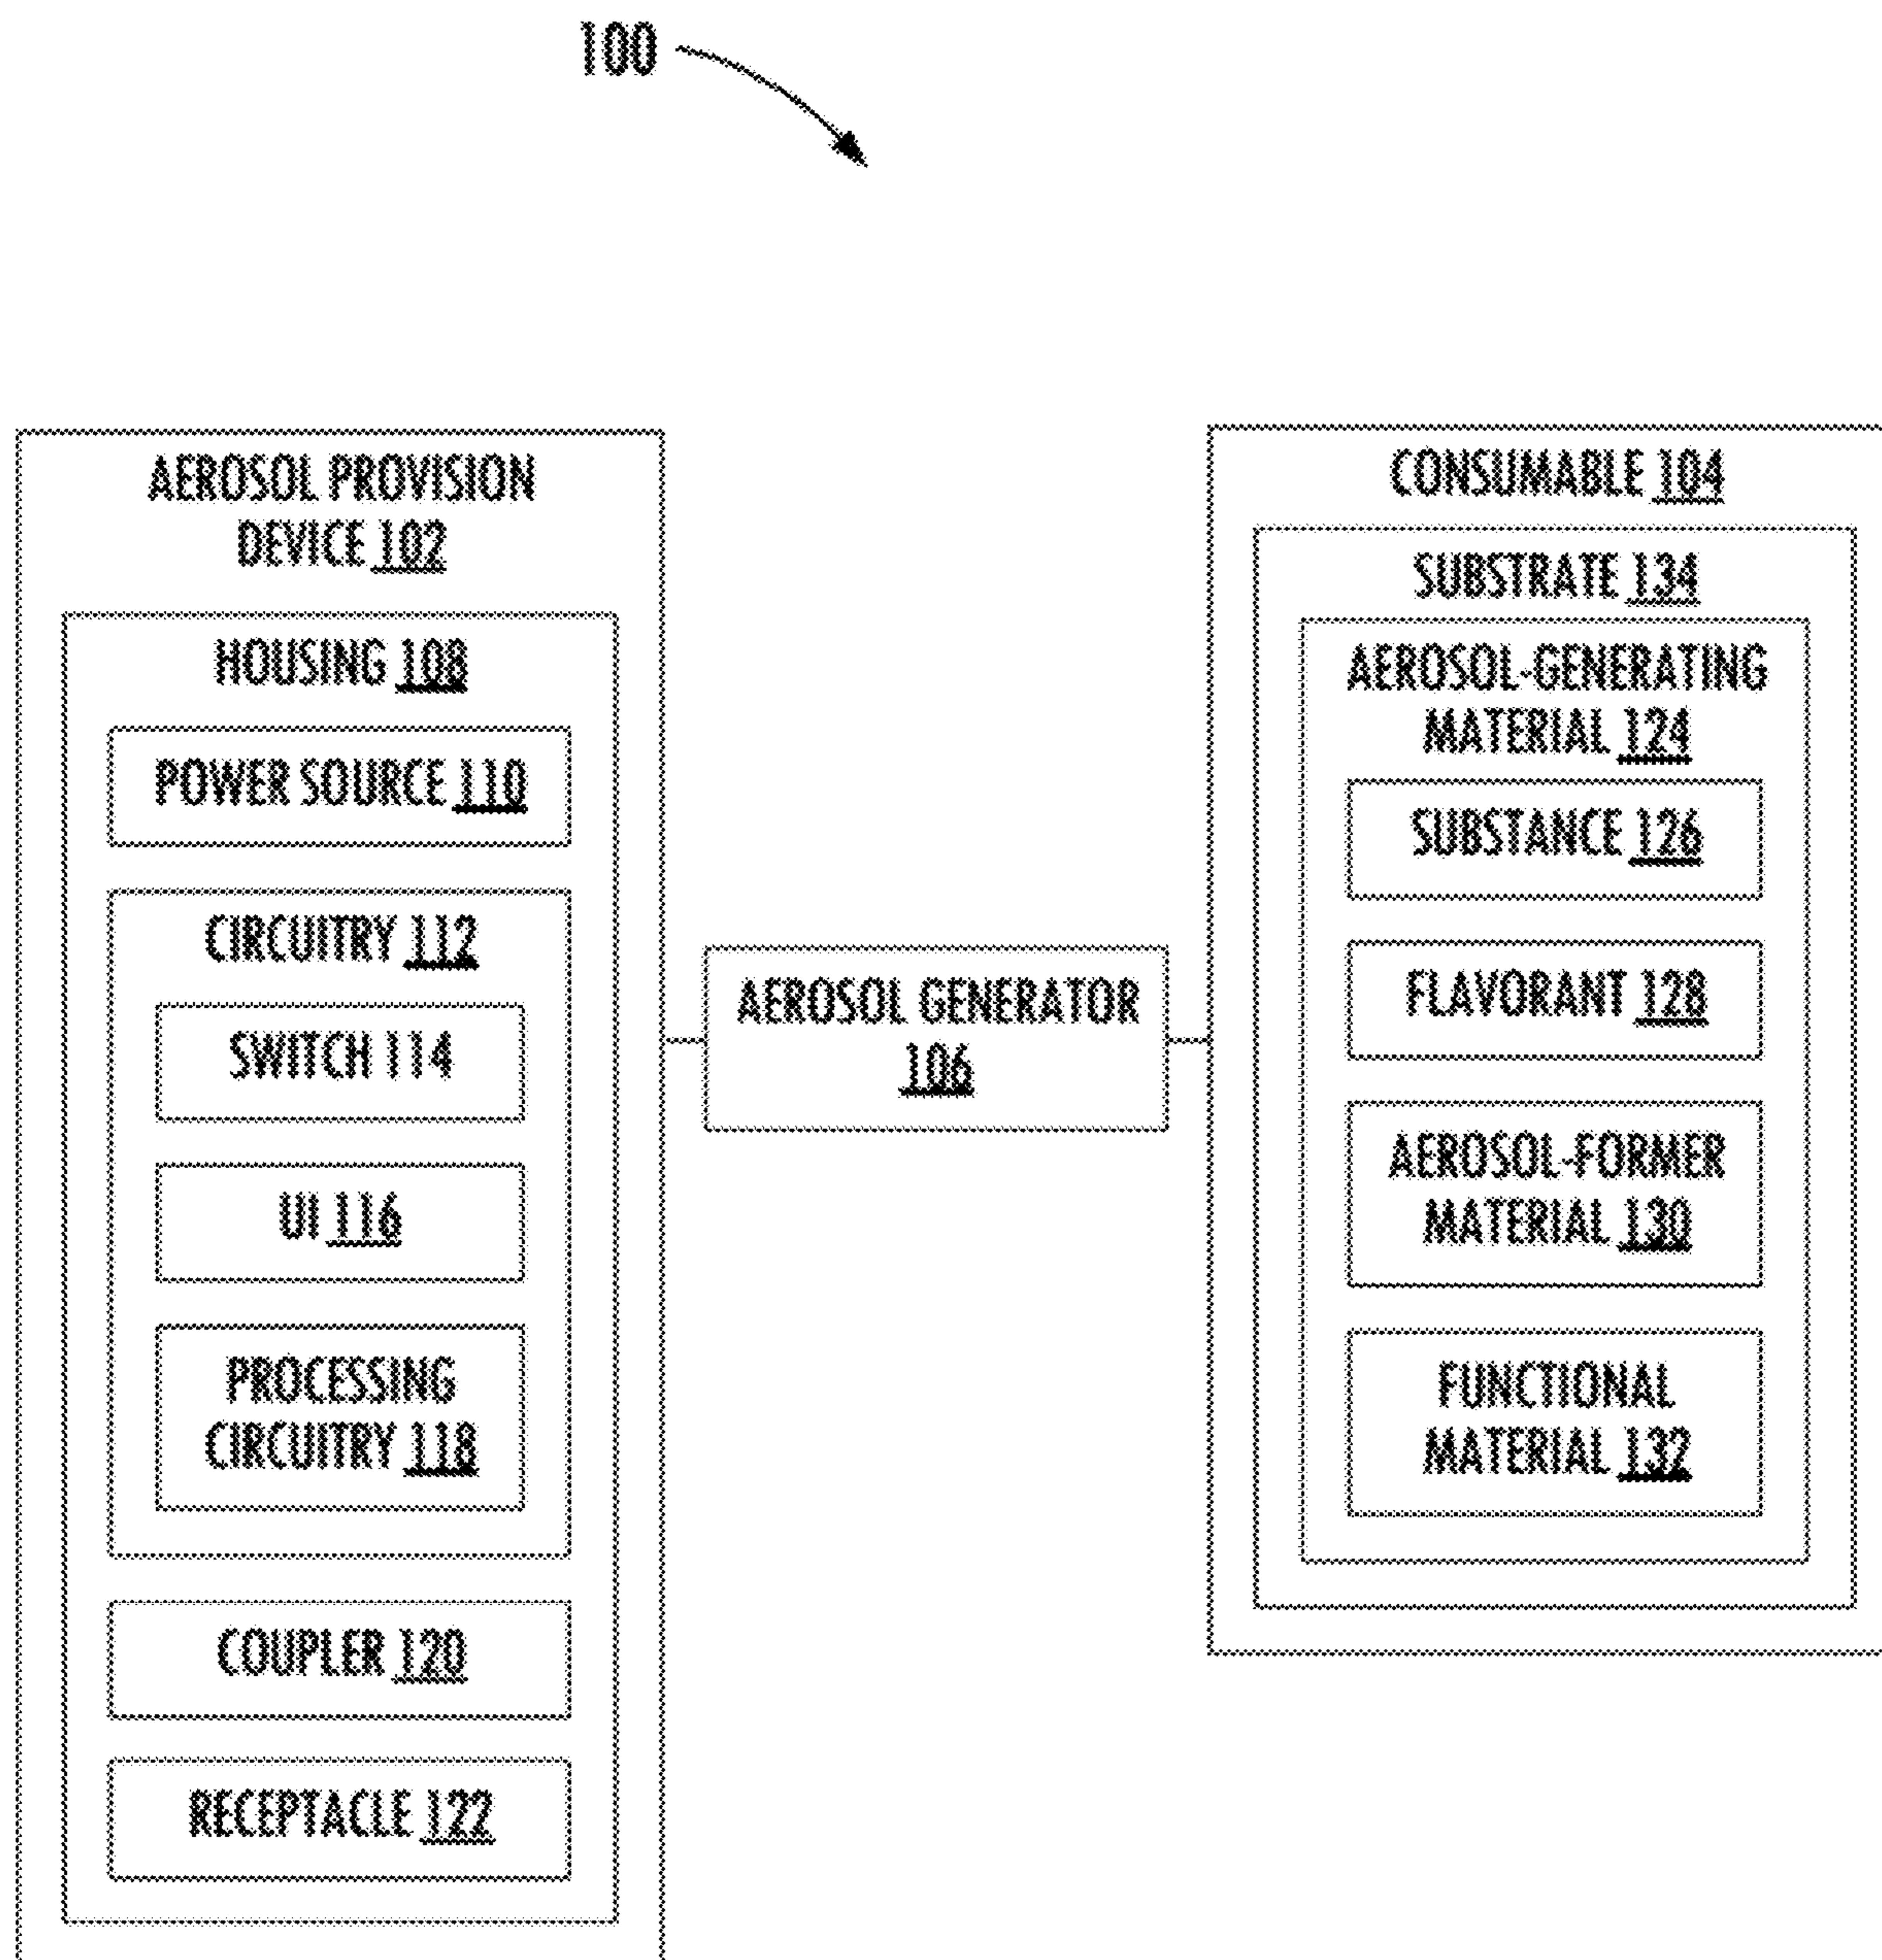 100
AEROSOL PROVISION
DEVICE 102
HOUSING 108
POWER SOURCE 110
CIRCUITRY 112
SWITCH 114
UI 116
PROCESSING
CIRCUITRY 118
COUPLER 120
RECEPTACLE 122
AEROSOL GENERATOR
106
CONSUMABLE 104
SUBSTRATE 134
AEROSOL-GENERATING
MATERIAL 124
SUBSTANCE 126
FLAVORANT 128
AEROSOL-FORMER
MATERIAL 130
FUNCTIONAL
MATERIAL 132